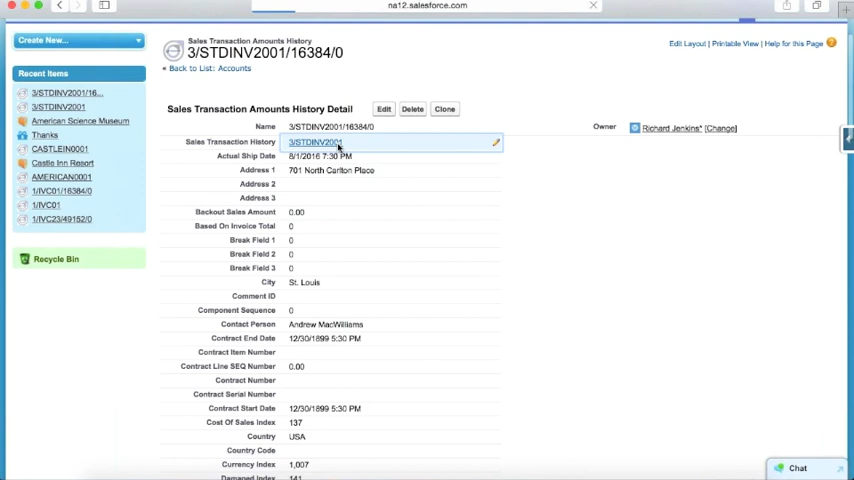 na12.salesforce.com
Create New...
Recent Items
3/STDINV2001/16...
3/STDINV2001
American Science Museum
Thanks
CASTLEIN0001
Castle Inn Resort
AMERICAN0001
1/IVC01/16384/0
1/IVC01
1/IVC23/49152/0
Recycle Bin
Sales Transaction Amounts History
3/STDINV2001/16384/0
« Back to List: Accounts
Edit Layout | Printable View | Help for this Page
Sales Transaction Amounts History Detail Edit Delete Clone
Name 3/STDINV2001/16384/0
Owner Richard Jenkins* [Change]
Sales Transaction History 3/STDINV2001
Actual Ship Date 8/1/2016 7:30 PM
Address 1 701 North Carlton Place
Address 2
Address 3
Backout Sales Amount 0.00
Based On Invoice Total 0
Break Field 1 0
Break Field 2 0
Break Field 3 0
City St. Louis
Comment ID
Component Sequence 0
Contact Person Andrew MacWilliams
Contract End Date 12/30/1899 5:30 PM
Contract Item Number
Contract Line SEQ Number 0.00
Contract Number
Contract Serial Number
Contract Start Date 12/30/1899 5:30 PM
Cost Of Sales Index 137
Country USA
Country Code
Currency Index 1,007
Damaged Index 141
Chat